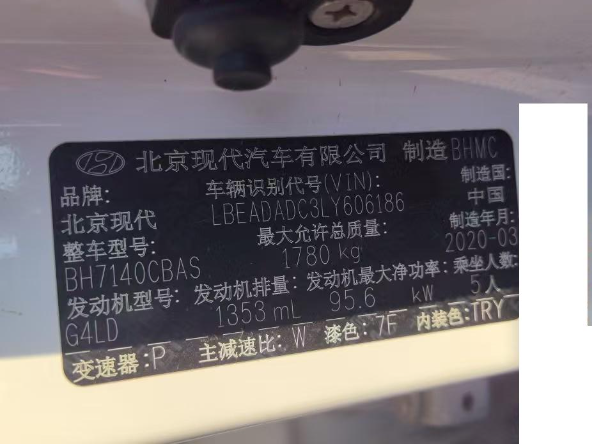 北京现代汽车有限公司 制造 BHMC
品牌: 车辆识别代号(VIN): 制造国:
北京现代 LBEADADC3LY606186 中国
整车型号: 最大允许总质量: 制造年月:
BH7140CBAS 1780 kg 2020-03
发动机型号: 发动机排量: 发动机最大净功率: 乘坐人数:
G4LD 1353 mL 95.6 kW 5人
变速器: P 主减速比: W 漆色: 7F 内装色: TRY